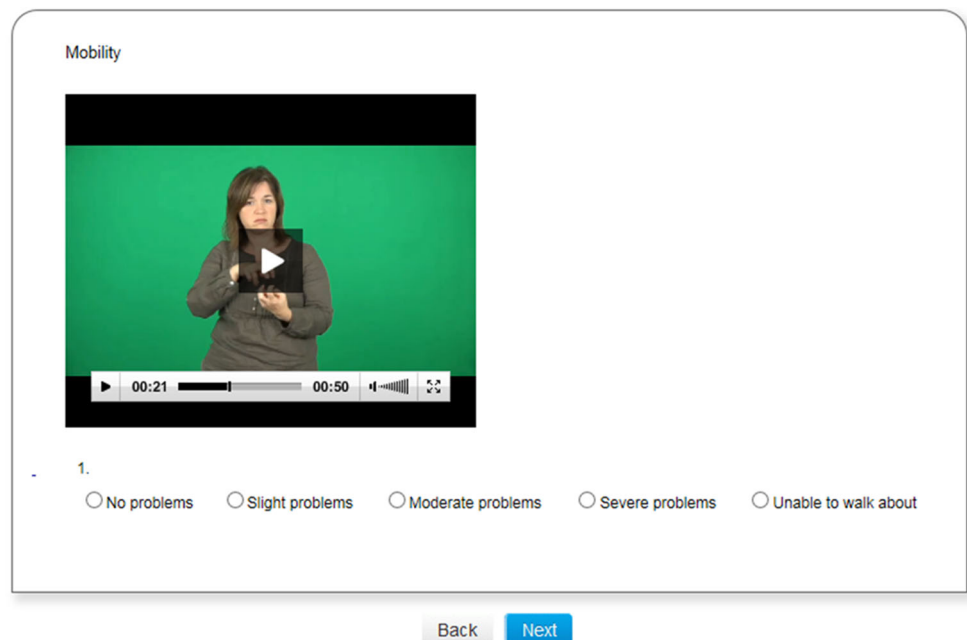 Mobility
00:21 00:50
1.
No problems Slight problems Moderate problems Severe problems Unable to walk about
Back Next